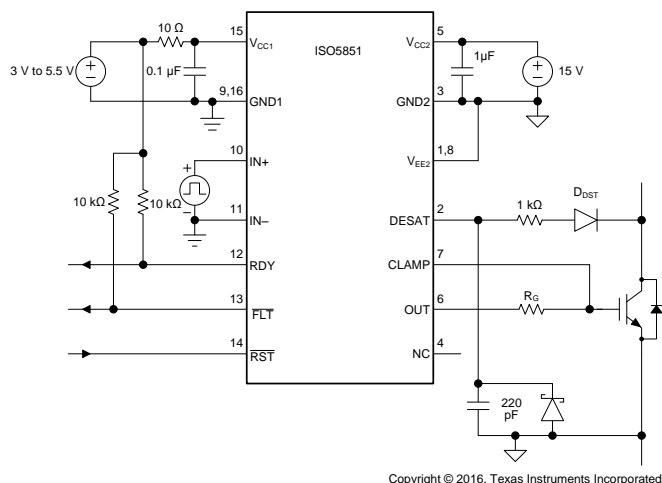 10 Ω
15
V_CC1
ISO5851
V_CC2
5
3 V to 5.5 V
+
−
0.1 µF
1µF
+
−
15 V
9,16
GND1
GND2
3
10
IN+
V_EE2
1,8
+
−
10 kΩ
10 kΩ
11
IN−
DESAT
2
1 kΩ
D_DST
12
RDY
CLAMP
7
13
F̅L̅T̅
OUT
6
R_G
14
R̅S̅T̅
NC
4
220
pF
Copyright © 2016, Texas Instruments Incorporated